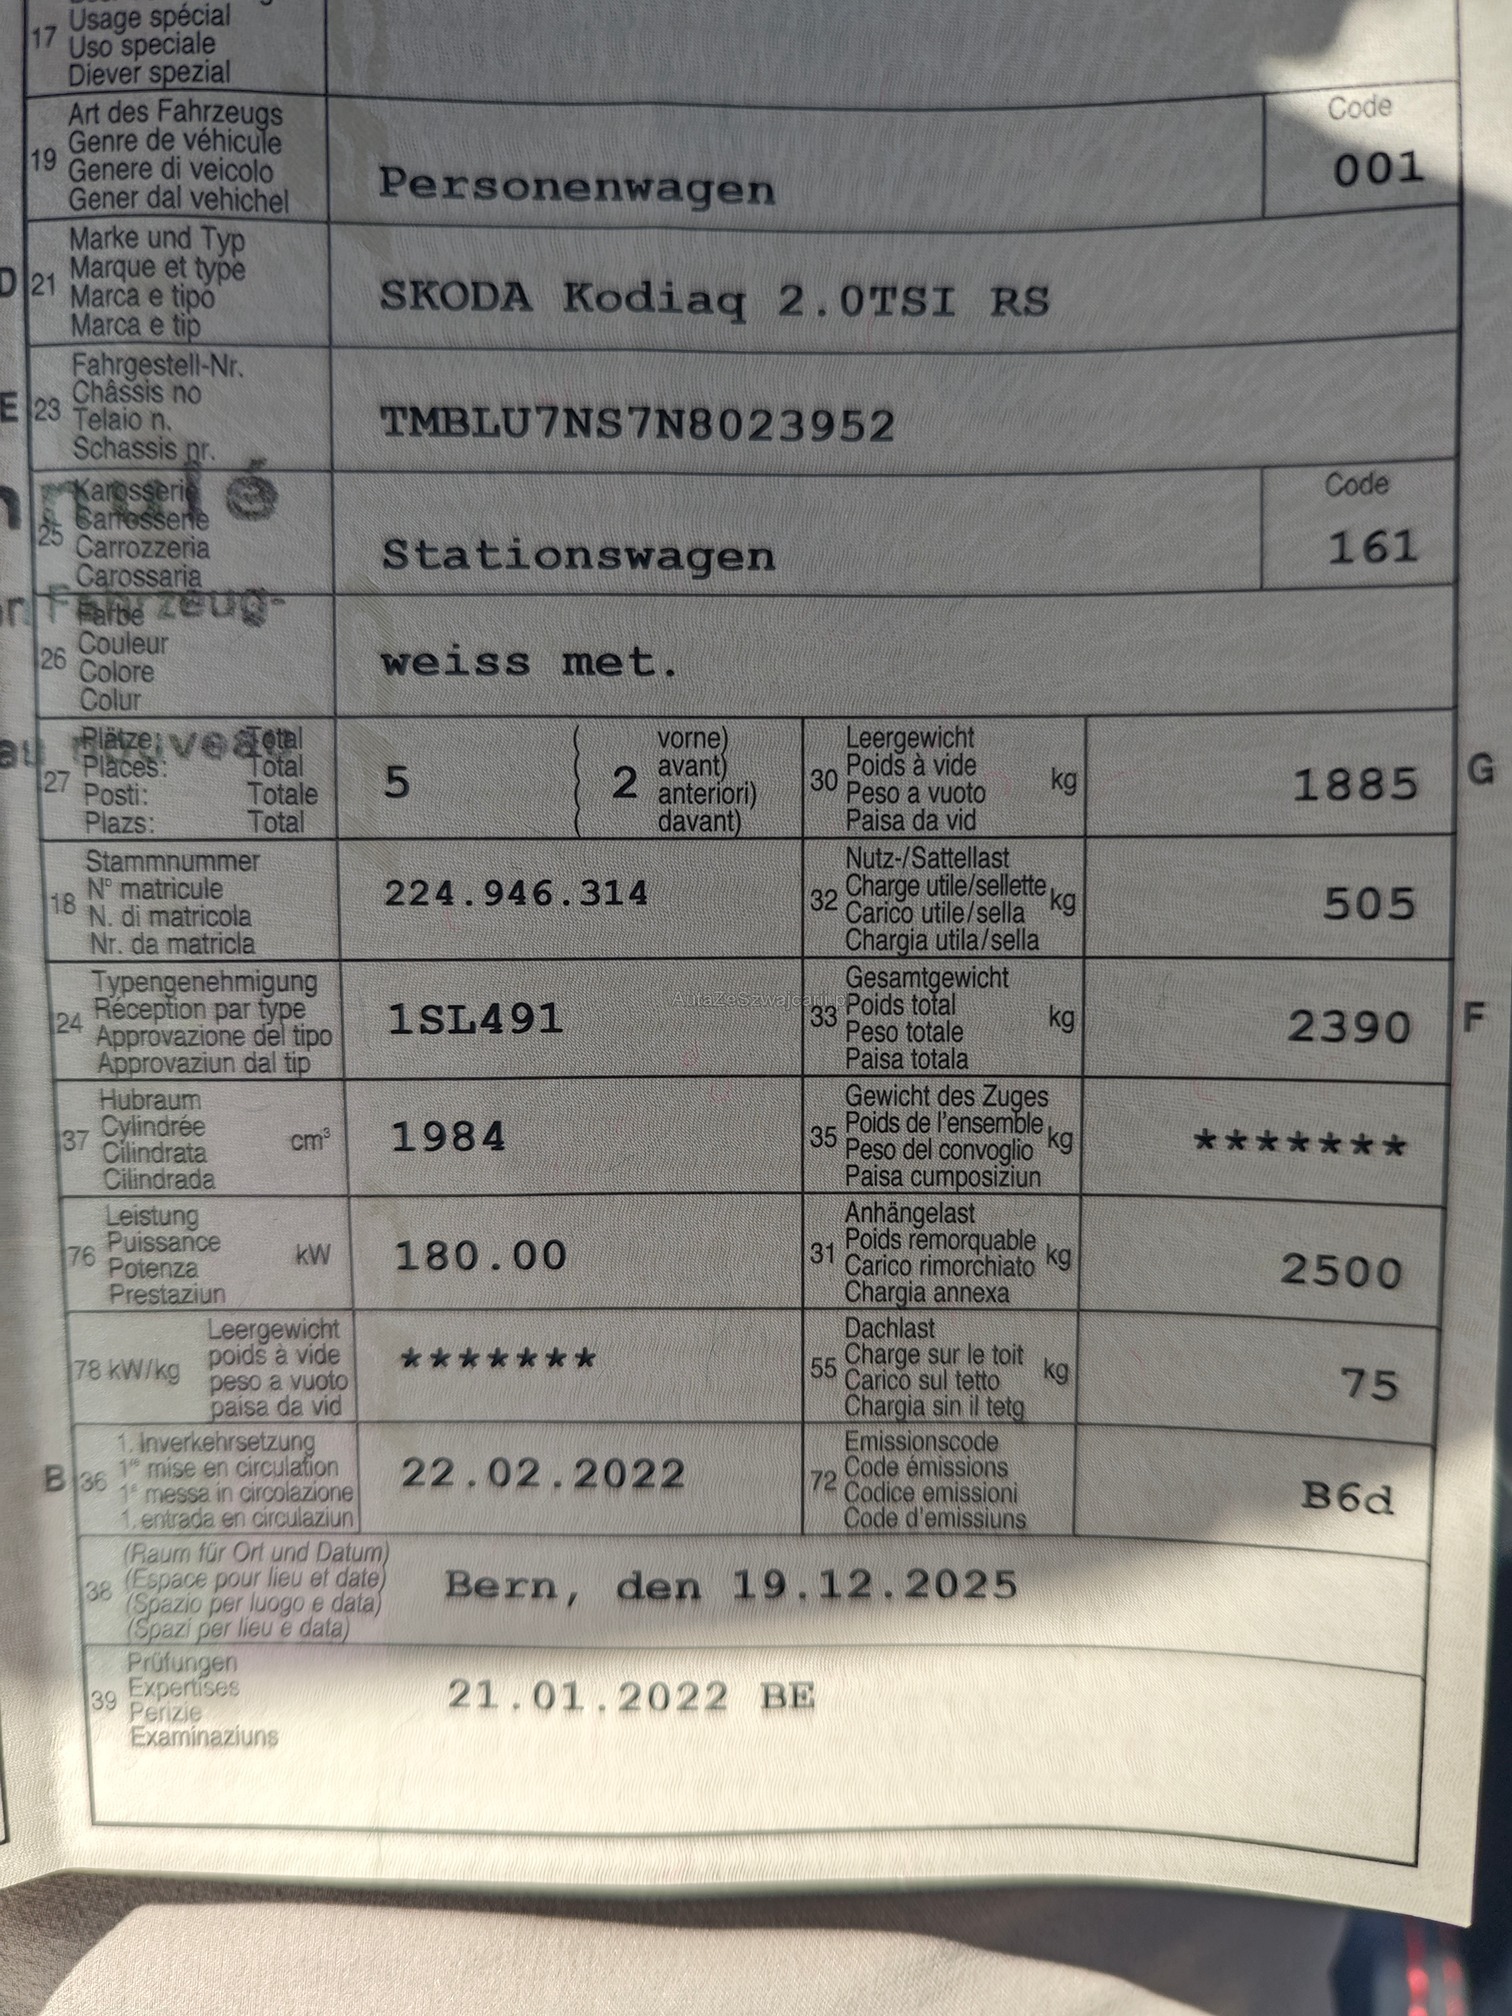 17
Usage spécial
Uso speciale
Diever spezial
19
Art des Fahrzeugs
Genre de véhicule
Genere di veicolo
Gener dal vehichel
Personenwagen
Code
001
D
21
Marke und Typ
Marque et type
Marca e tipo
Marca e tip
SKODA Kodiaq 2.0TSI RS
E
23
Fahrgestell-Nr.
Châssis no
Telaio n.
Schassis nr.
TMBLU7NS7N8023952
25
Karosserie
Carrosserie
Carrozzeria
Carossaria
Stationswagen
Code
161
Fahrzeug-
26
Farbe
Couleur
Colore
Colur
weiss met.
27
Plätze: Total
Places: Total
Posti: Totale
Plazs: Total
5
( 2
vorne)
avant)
anteriori)
davant)
30
Leergewicht
Poids à vide
Peso a vuoto
Paisa da vid
kg
1885
G
18
Stammnummer
N° matricule
N. di matricola
Nr. da matricla
224.946.314
32
Nutz-/Sattellast
Charge utile/sellette
Carico utile/sella
Chargia utila/sella
kg
505
24
Typengenehmigung
Réception par type
Approvazione del tipo
Approvaziun dal tip
1SL491
33
Gesamtgewicht
Poids total
Peso totale
Paisa totala
kg
2390
F
37
Hubraum
Cylindrée
Cilindrata
Cilindrada
cm³
1984
35
Gewicht des Zuges
Poids de l'ensemble
Peso del convoglio
Paisa cumposiziun
kg
*******
76
Leistung
Puissance
Potenza
Prestaziun
kW
180.00
31
Anhängelast
Poids remorquable
Carico rimorchiato
Chargia annexa
kg
2500
78 kW/kg
Leergewicht
poids à vide
peso a vuoto
paisa da vid
*******
55
Dachlast
Charge sur le toit
Carico sul tetto
Chargia sin il tetg
kg
75
B
36
1. Inverkehrsetzung
1re mise en circulation
1a messa in circolazione
1. entrada en circulaziun
22.02.2022
72
Emissionscode
Code émissions
Codice emissioni
Code d'emissiuns
B6d
38
(Raum für Ort und Datum)
(Espace pour lieu et date)
(Spazio per luogo e data)
(Spazi per lieu e data)
Bern, den 19.12.2025
39
Prüfungen
Expertises
Perizie
Examinaziuns
21.01.2022 BE